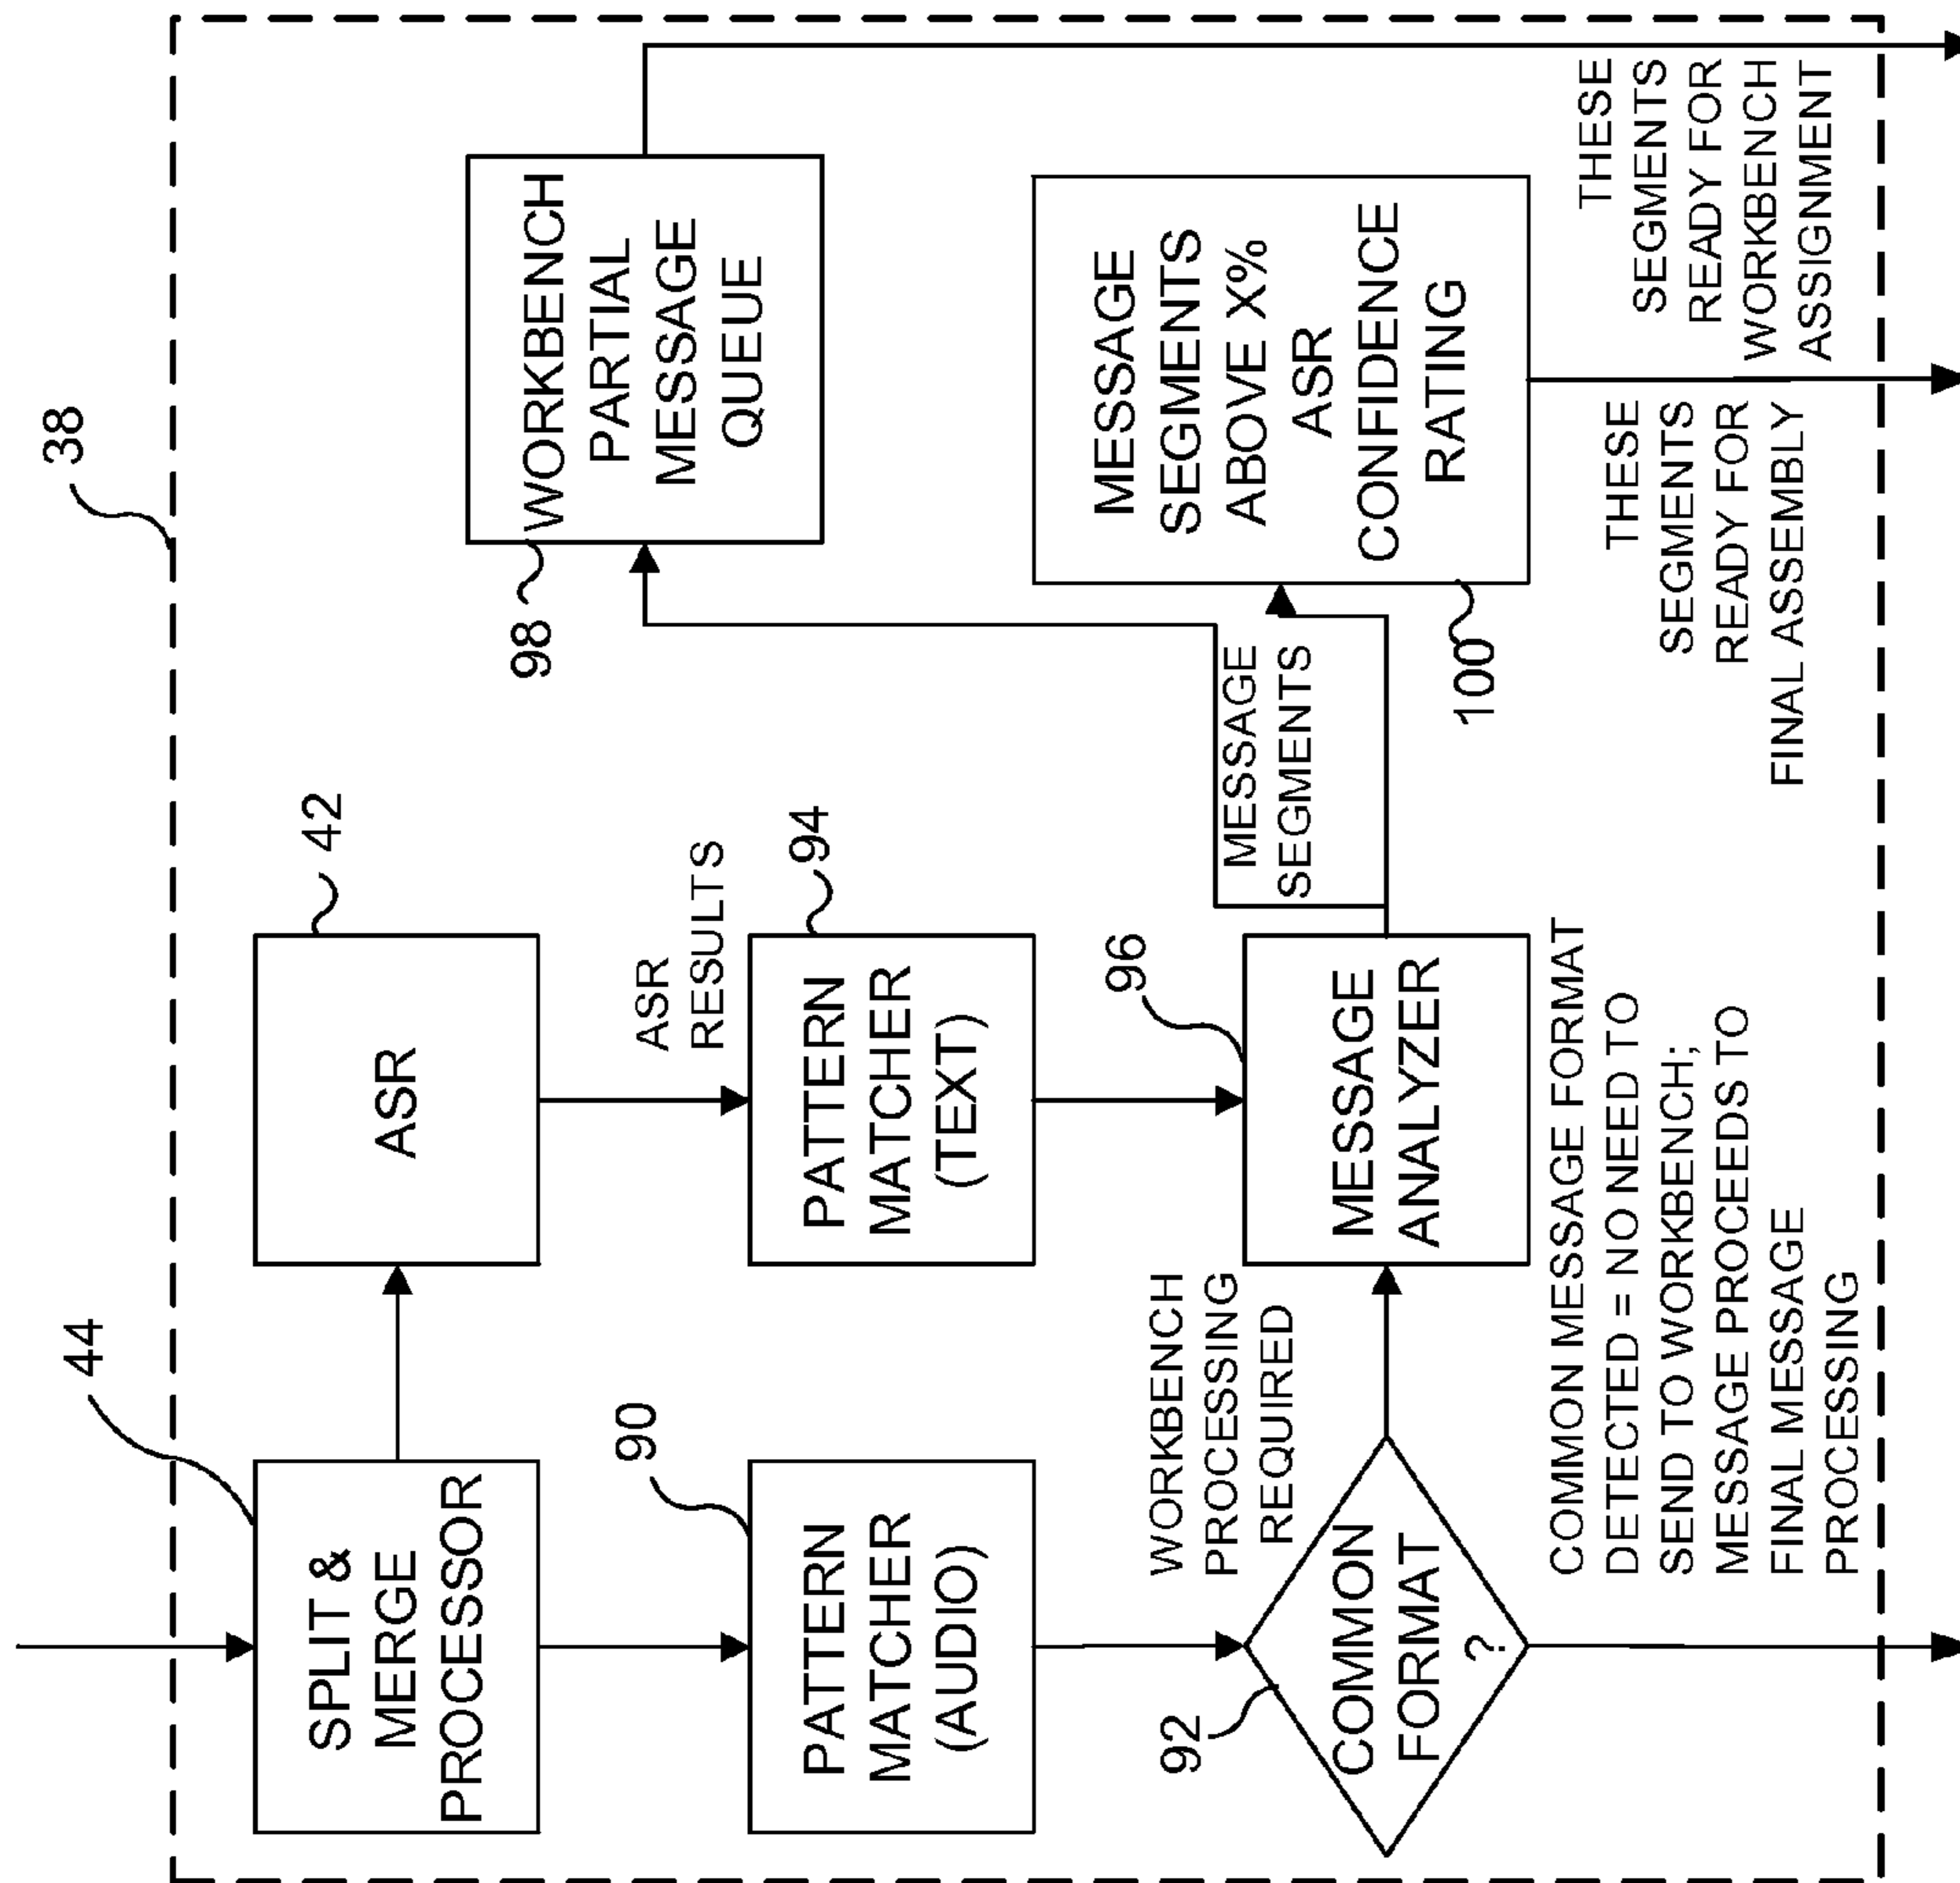 38
44
SPLIT &
MERGE
PROCESSOR
42
ASR
ASR
RESULTS
98
WORKBENCH
PARTIAL
MESSAGE
QUEUE
90
PATTERN
MATCHER
(AUDIO)
94
PATTERN
MATCHER
(TEXT)
92
COMMON
FORMAT
?
WORKBENCH
PROCESSING
REQUIRED
96
MESSAGE
ANALYZER
MESSAGE
SEGMENTS
100
MESSAGE
SEGMENTS
ABOVE X%
ASR
CONFIDENCE
RATING
COMMON MESSAGE FORMAT
DETECTED = NO NEED TO
SEND TO WORKBENCH;
MESSAGE PROCEEDS TO
FINAL MESSAGE
PROCESSING
THESE
SEGMENTS
READY FOR
FINAL ASSEMBLY
THESE
SEGMENTS
READY FOR
WORKBENCH
ASSIGNMENT